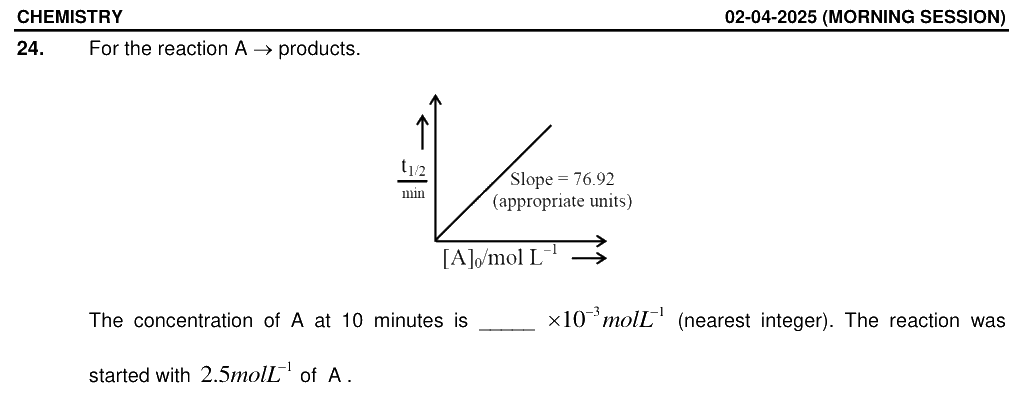 CHEMISTRY 02-04-2025 (MORNING SESSION)
24. For the reaction A → products.
t1/2
min
Slope = 76.92
(appropriate units)
[A]0/mol L⁻¹
The concentration of A at 10 minutes is _____ ×10⁻³molL⁻¹ (nearest integer). The reaction was
started with 2.5molL⁻¹ of A .